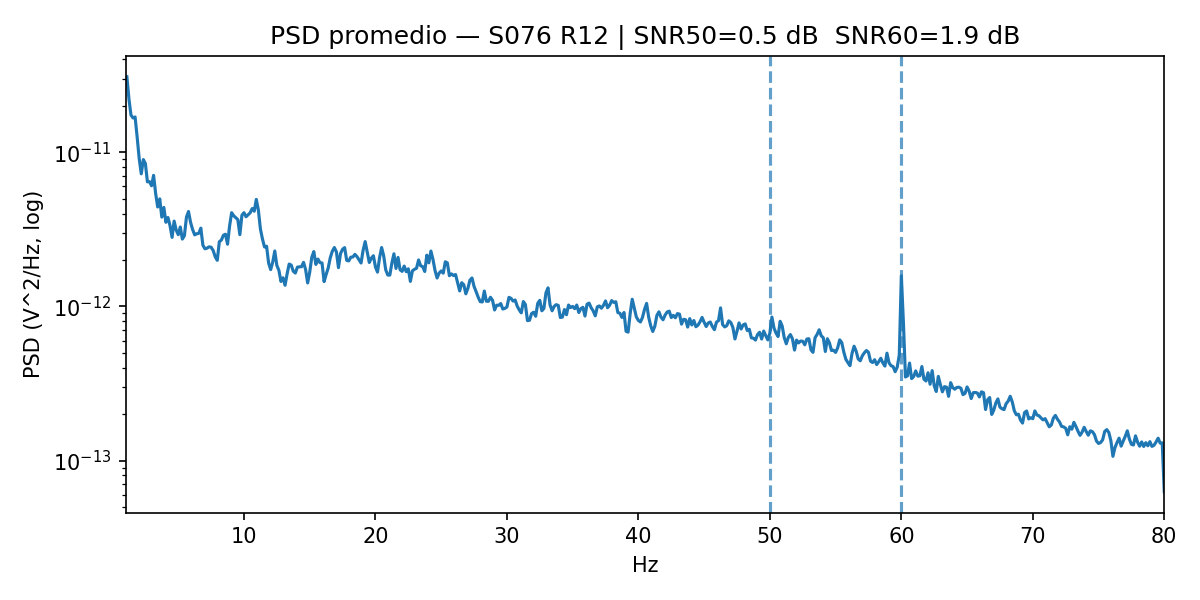 PSD promedio — S076 R12 | SNR50=0.5 dB  SNR60=1.9 dB
PSD (V^2/Hz, log)
10⁻¹¹
10⁻¹²
10⁻¹³
10 20 30 40 50 60 70 80
Hz